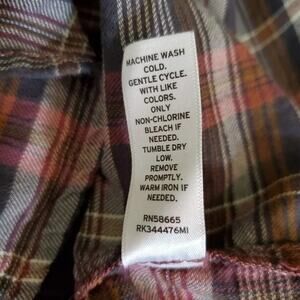 MACHINE WASH
COLD.
GENTLE CYCLE.
WITH LIKE
COLORS.
ONLY
NON-CHLORINE
BLEACH IF
NEEDED.
TUMBLE DRY
LOW.
REMOVE
PROMPTLY.
WARM IRON IF
NEEDED.
RN58665
RK344476MI